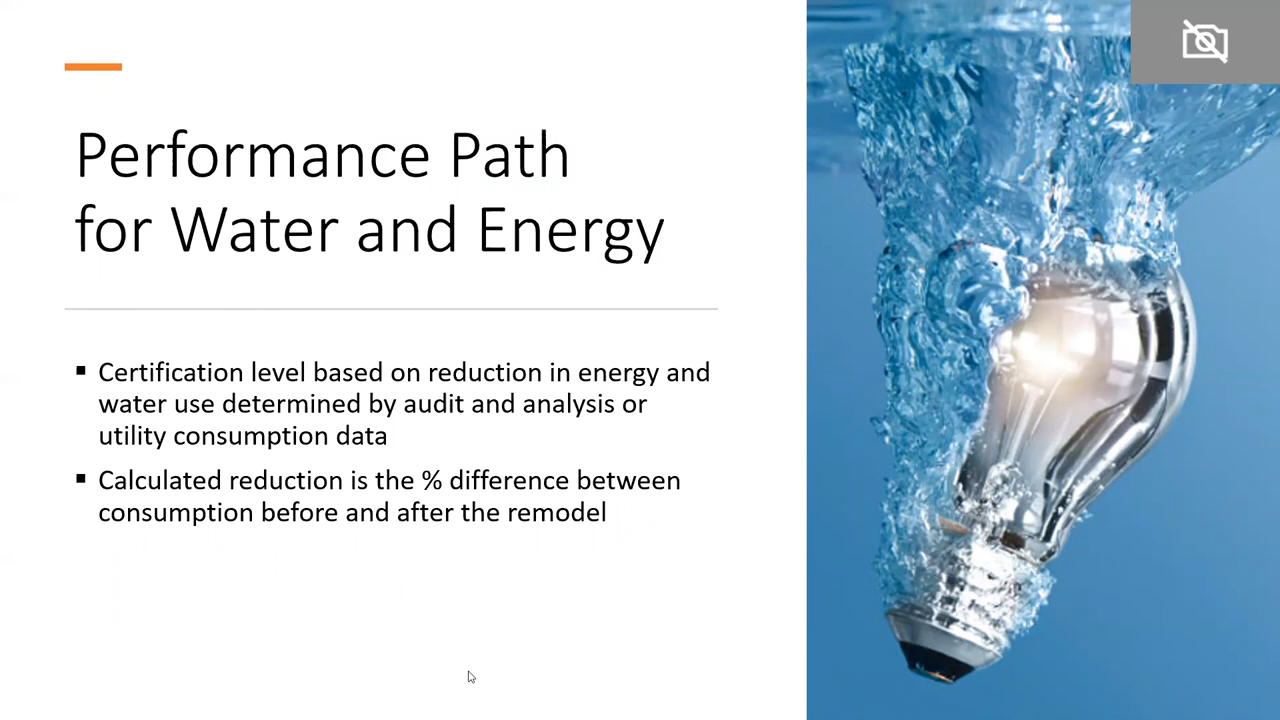 Performance Path
for Water and Energy
▪ Certification level based on reduction in energy and
water use determined by audit and analysis or
utility consumption data
▪ Calculated reduction is the % difference between
consumption before and after the remodel